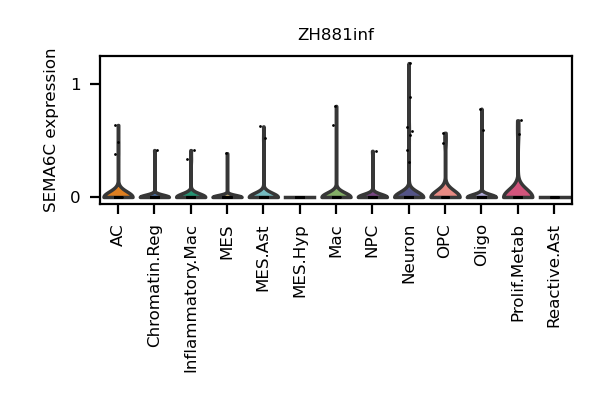 ZH881inf
SEMA6C expression
1
0
AC
Chromatin.Reg
Inflammatory.Mac
MES
MES.Ast
MES.Hyp
Mac
NPC
Neuron
OPC
Oligo
Prolif.Metab
Reactive.Ast